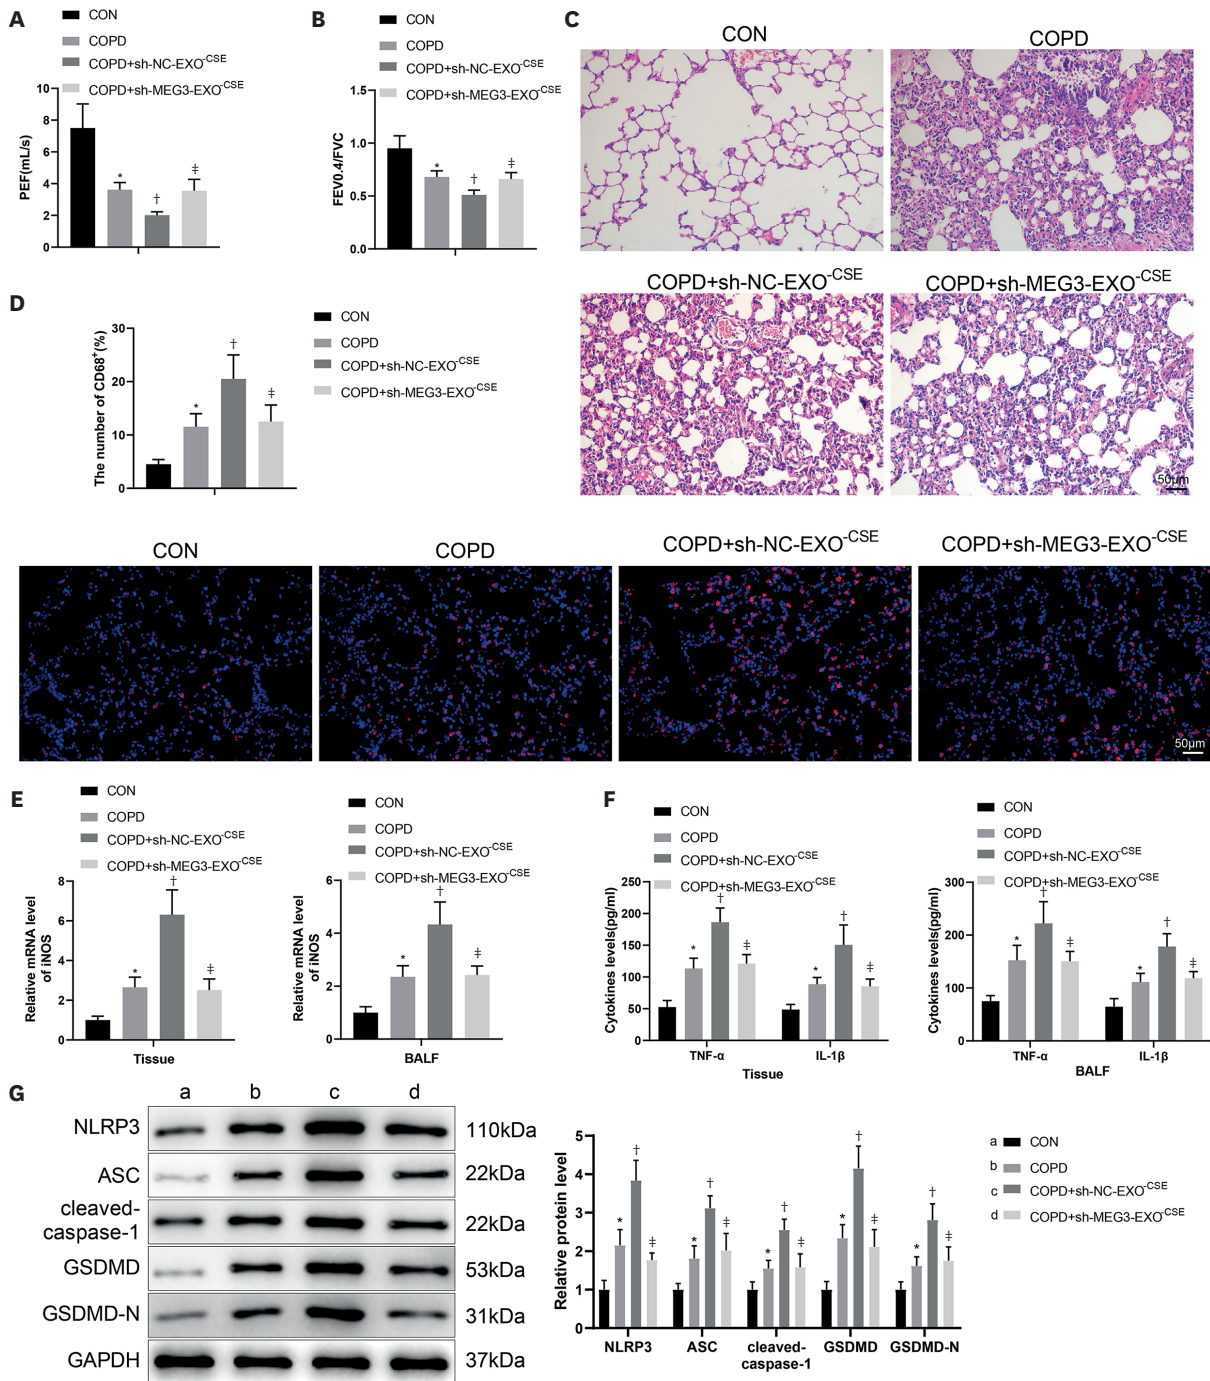 A
CON
COPD
COPD+sh-NC-EXO-CSE
COPD+sh-MEG3-EXO-CSE
PEF(mL/s)
10
8
6
4
2
0
*
†
‡
B
CON
COPD
COPD+sh-NC-EXO-CSE
COPD+sh-MEG3-EXO-CSE
FEV0.4/FVC
1.5
1.0
0.5
0.0
*
†
‡
C
CON
COPD
COPD+sh-NC-EXO-CSE
COPD+sh-MEG3-EXO-CSE
50μm
D
The number of CD68+(%)
30
20
10
0
*
†
‡
CON
COPD
COPD+sh-NC-EXO-CSE
COPD+sh-MEG3-EXO-CSE
CON
COPD
COPD+sh-NC-EXO-CSE
COPD+sh-MEG3-EXO-CSE
50μm
E
CON
COPD
COPD+sh-NC-EXO-CSE
COPD+sh-MEG3-EXO-CSE
Relative mRNA level
of iNOS
8
6
4
2
0
*
†
‡
Tissue
CON
COPD
COPD+sh-NC-EXO-CSE
COPD+sh-MEG3-EXO-CSE
Relative mRNA level
of iNOS
6
4
2
0
*
†
‡
BALF
F
CON
COPD
COPD+sh-NC-EXO-CSE
COPD+sh-MEG3-EXO-CSE
Cytokines levels(pg/ml)
250
200
150
100
50
0
*
†
‡
*
†
‡
TNF-α
IL-1β
Tissue
CON
COPD
COPD+sh-NC-EXO-CSE
COPD+sh-MEG3-EXO-CSE
Cytokines levels(pg/ml)
300
200
100
0
*
†
‡
*
†
‡
TNF-α
IL-1β
BALF
G
a b c d
NLRP3 110kDa
ASC 22kDa
cleaved-
caspase-1 22kDa
GSDMD 53kDa
GSDMD-N 31kDa
GAPDH 37kDa
Relative protein level
5
4
3
2
1
0
*
†
‡
*
†
‡
*
†
‡
*
†
‡
*
†
‡
NLRP3
ASC
cleaved-
caspase-1
GSDMD
GSDMD-N
a CON
b COPD
c COPD+sh-NC-EXO-CSE
d COPD+sh-MEG3-EXO-CSE